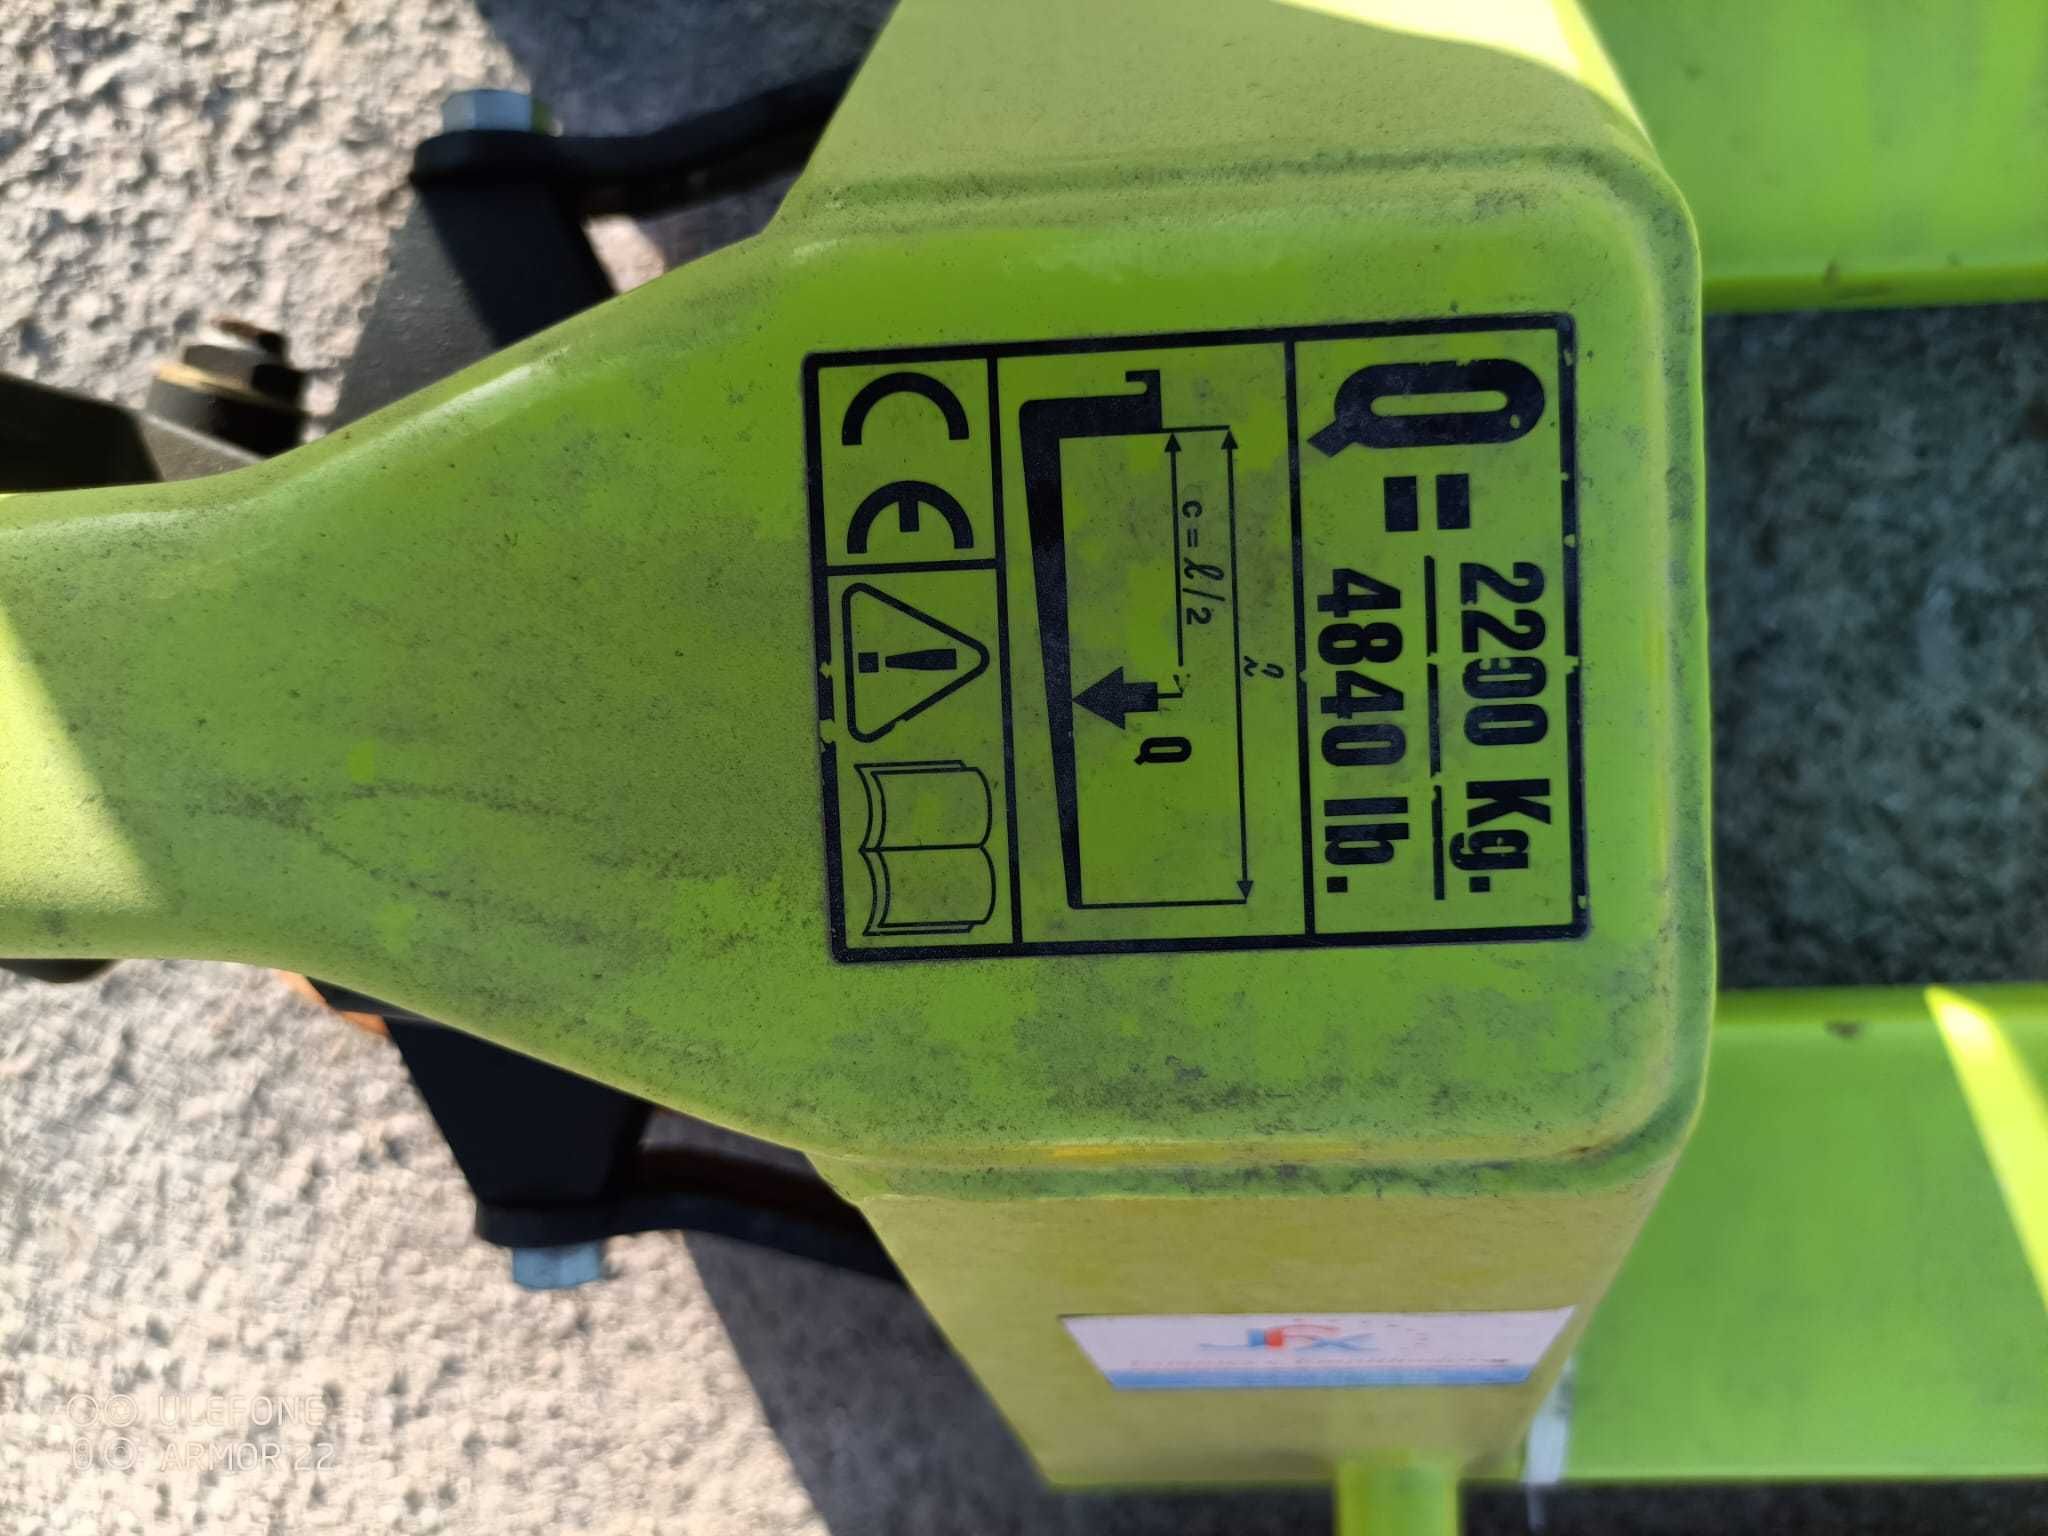 Q = 2200 Kg.
4840 lb.
ℓ
c = ℓ/2
Q
CE
ULEFONE
ARMOR 22